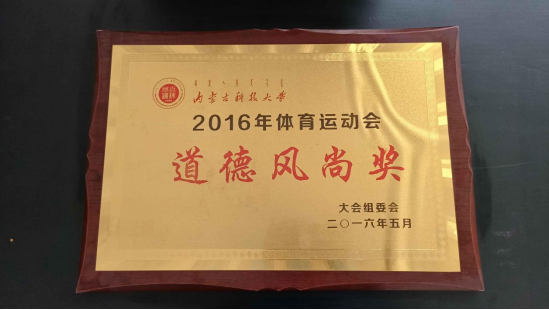 内蒙古科技大学
2016年体育运动会
道德风尚奖
大会组委会
二〇一六年五月